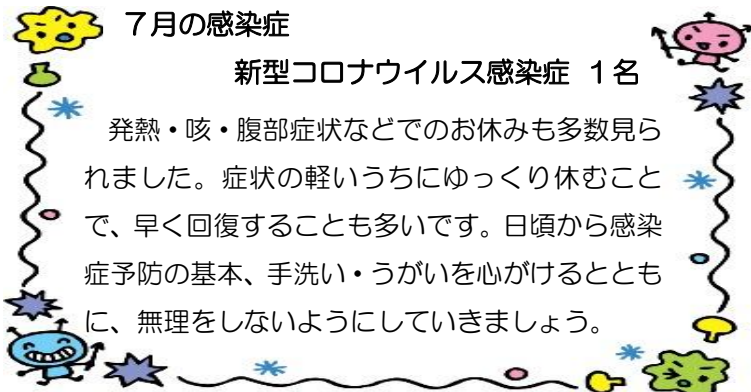 ７月の感染症
新型コロナウイルス感染症 １名
発熱・咳・腹部症状などでのお休みも多数見ら
れました。症状の軽いうちにゆっくり休むこと
で、早く回復することも多いです。日頃から感染
症予防の基本、手洗い・うがいを心がけるととも
に、無理をしないようにしていきましょう。